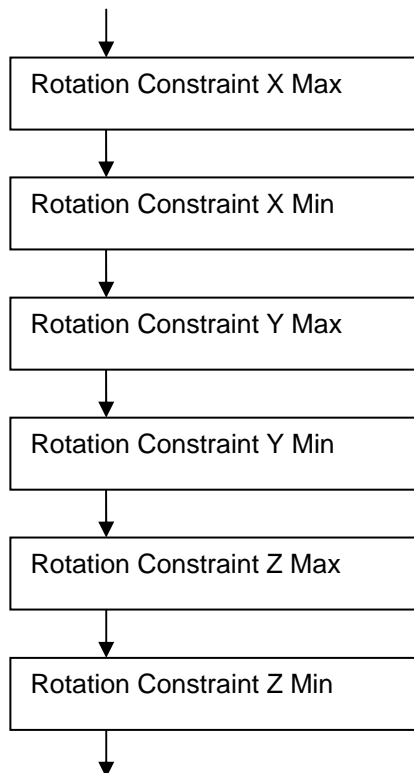 Rotation Constraint X Max
Rotation Constraint X Min
Rotation Constraint Y Max
Rotation Constraint Y Min
Rotation Constraint Z Max
Rotation Constraint Z Min